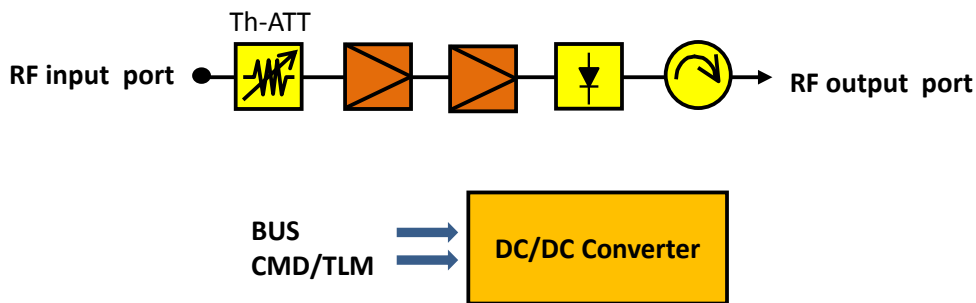 Th-ATT
RF input  port
RF output  port
BUS
CMD/TLM
DC/DC Converter